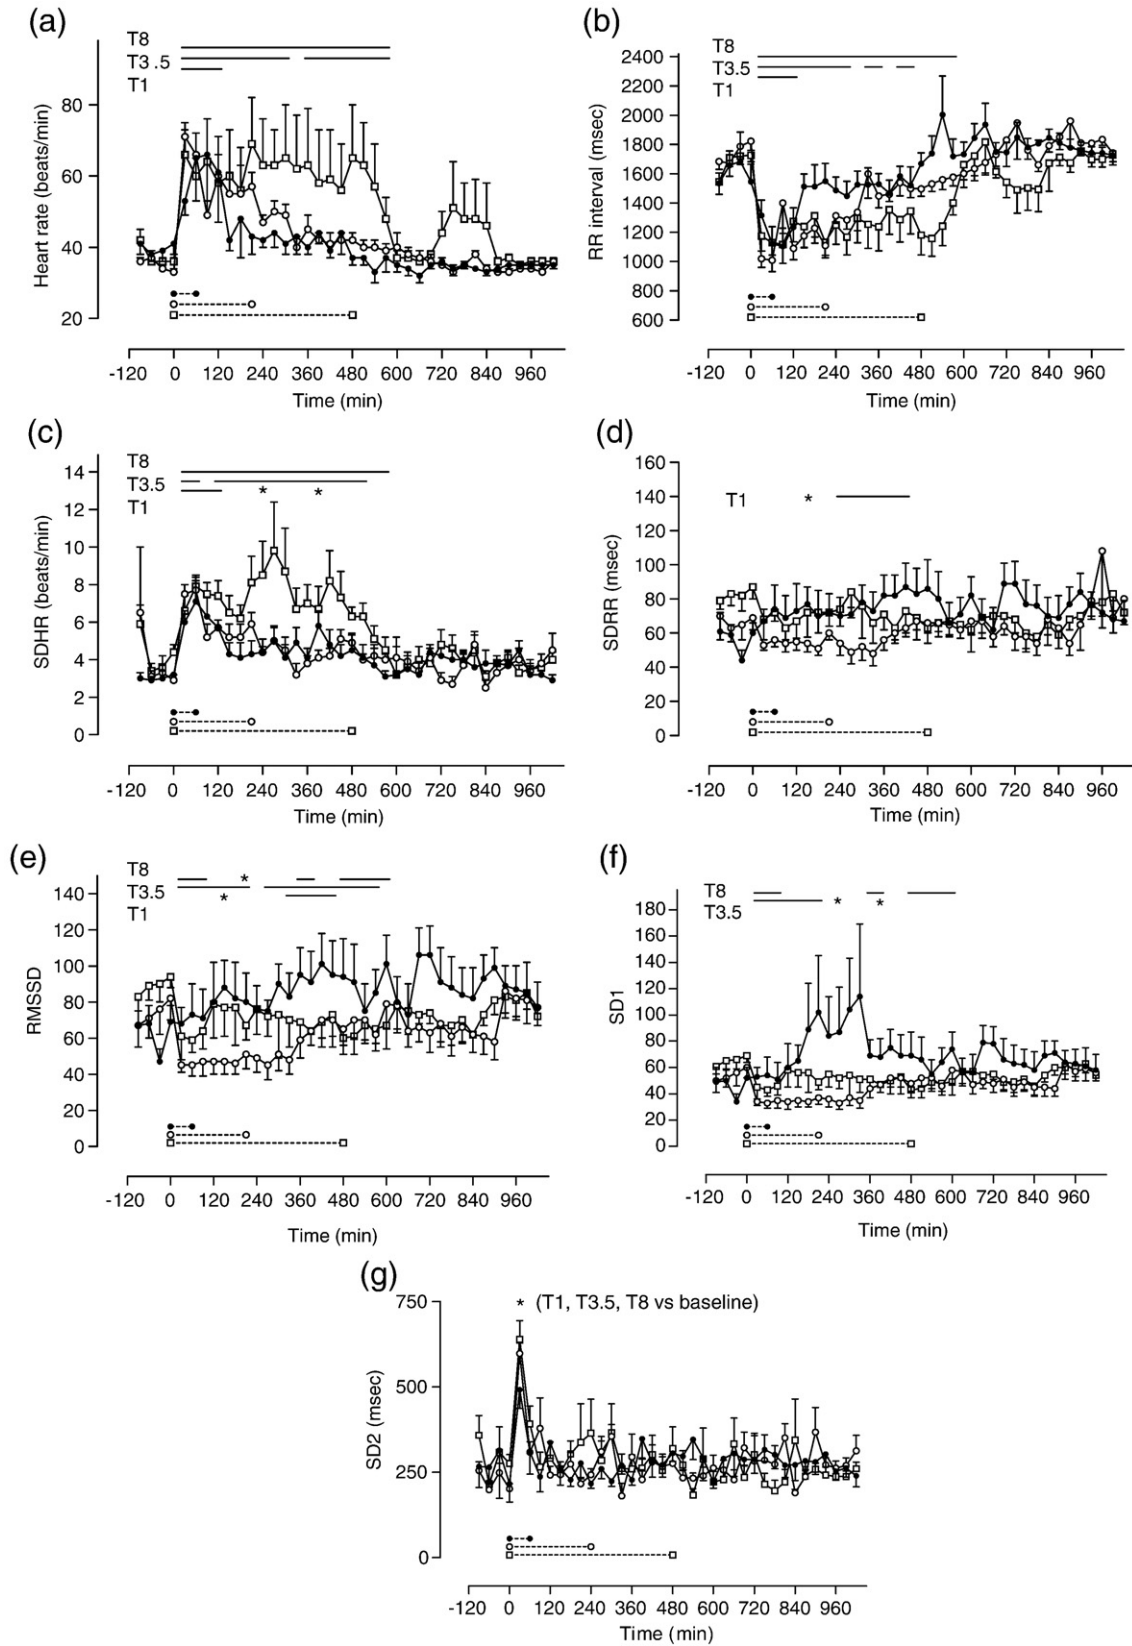 (a)
T8
T3 .5
T1
Heart rate (beats/min)
80
60
40
20
-120 0 120 240 360 480 600 720 840 960
Time (min)
(b)
T8
T3.5
T1
RR interval (msec)
2400
2200
2000
1800
1600
1400
1200
1000
800
600
-120 0 120 240 360 480 600 720 840 960
Time (min)
(c)
T8
T3.5
T1
* *
SDHR (beats/min)
14
12
10
8
6
4
2
0
-120 0 120 240 360 480 600 720 840 960
Time (min)
(d)
T1 *
SDRR (msec)
160
140
120
100
80
60
40
20
0
-120 0 120 240 360 480 600 720 840 960
Time (min)
(e)
T8 *
T3.5 *
T1
RMSSD
140
120
100
80
60
40
20
0
-120 0 120 240 360 480 600 720 840 960
Time (min)
(f)
T8
T3.5 * *
SD1
180
160
140
120
100
80
60
40
20
0
-120 0 120 240 360 480 600 720 840 960
Time (min)
(g)
* (T1, T3.5, T8 vs baseline)
SD2 (msec)
750
500
250
0
-120 0 120 240 360 480 600 720 840 960
Time (min)